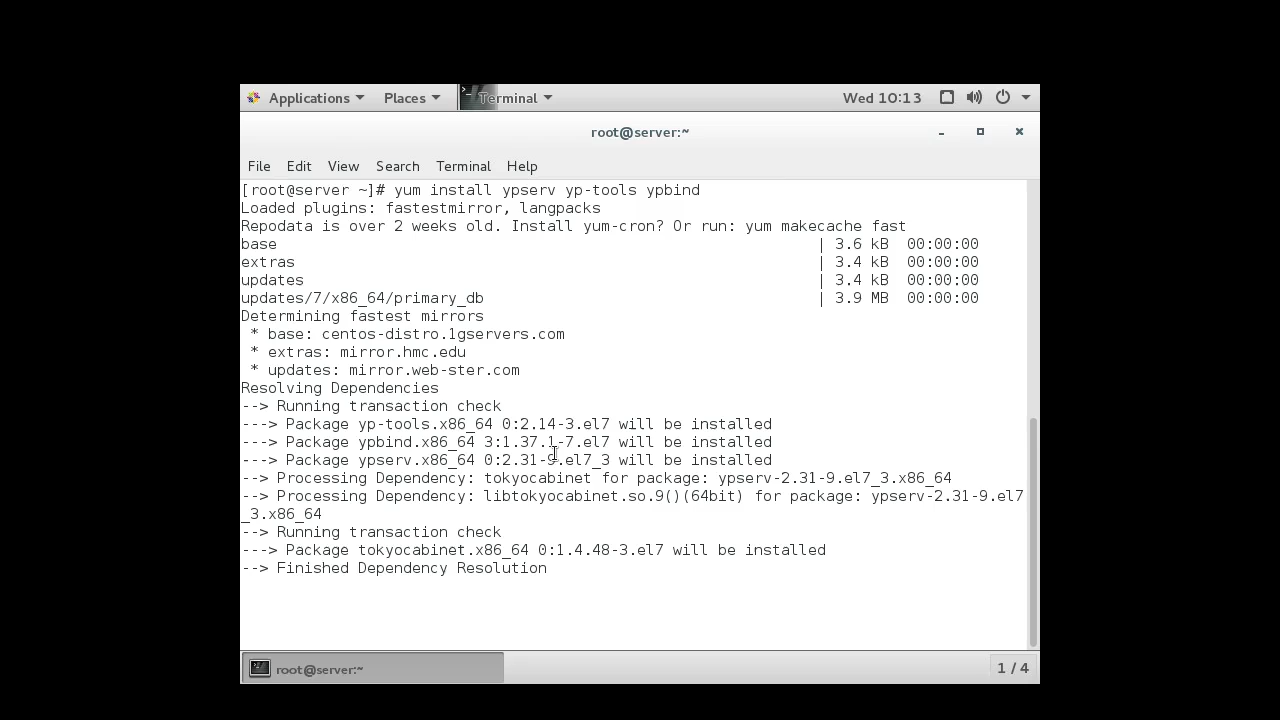 Applications Places Terminal Wed 10:13
root@server:~
File Edit View Search Terminal Help
[root@server ~]# yum install ypserv yp-tools ypbind
Loaded plugins: fastestmirror, langpacks
Repodata is over 2 weeks old. Install yum-cron? Or run: yum makecache fast
base | 3.6 kB 00:00:00
extras | 3.4 kB 00:00:00
updates | 3.4 kB 00:00:00
updates/7/x86_64/primary_db | 3.9 MB 00:00:00
Determining fastest mirrors
* base: centos-distro.1gservers.com
* extras: mirror.hmc.edu
* updates: mirror.web-ster.com
Resolving Dependencies
--> Running transaction check
---> Package yp-tools.x86_64 0:2.14-3.el7 will be installed
---> Package ypbind.x86_64 3:1.37.1-7.el7 will be installed
---> Package ypserv.x86_64 0:2.31-9.el7_3 will be installed
--> Processing Dependency: tokyocabinet for package: ypserv-2.31-9.el7_3.x86_64
--> Processing Dependency: libtokyocabinet.so.9()(64bit) for package: ypserv-2.31-9.el7
_3.x86_64
--> Running transaction check
---> Package tokyocabinet.x86_64 0:1.4.48-3.el7 will be installed
--> Finished Dependency Resolution
root@server:~ 1 / 4